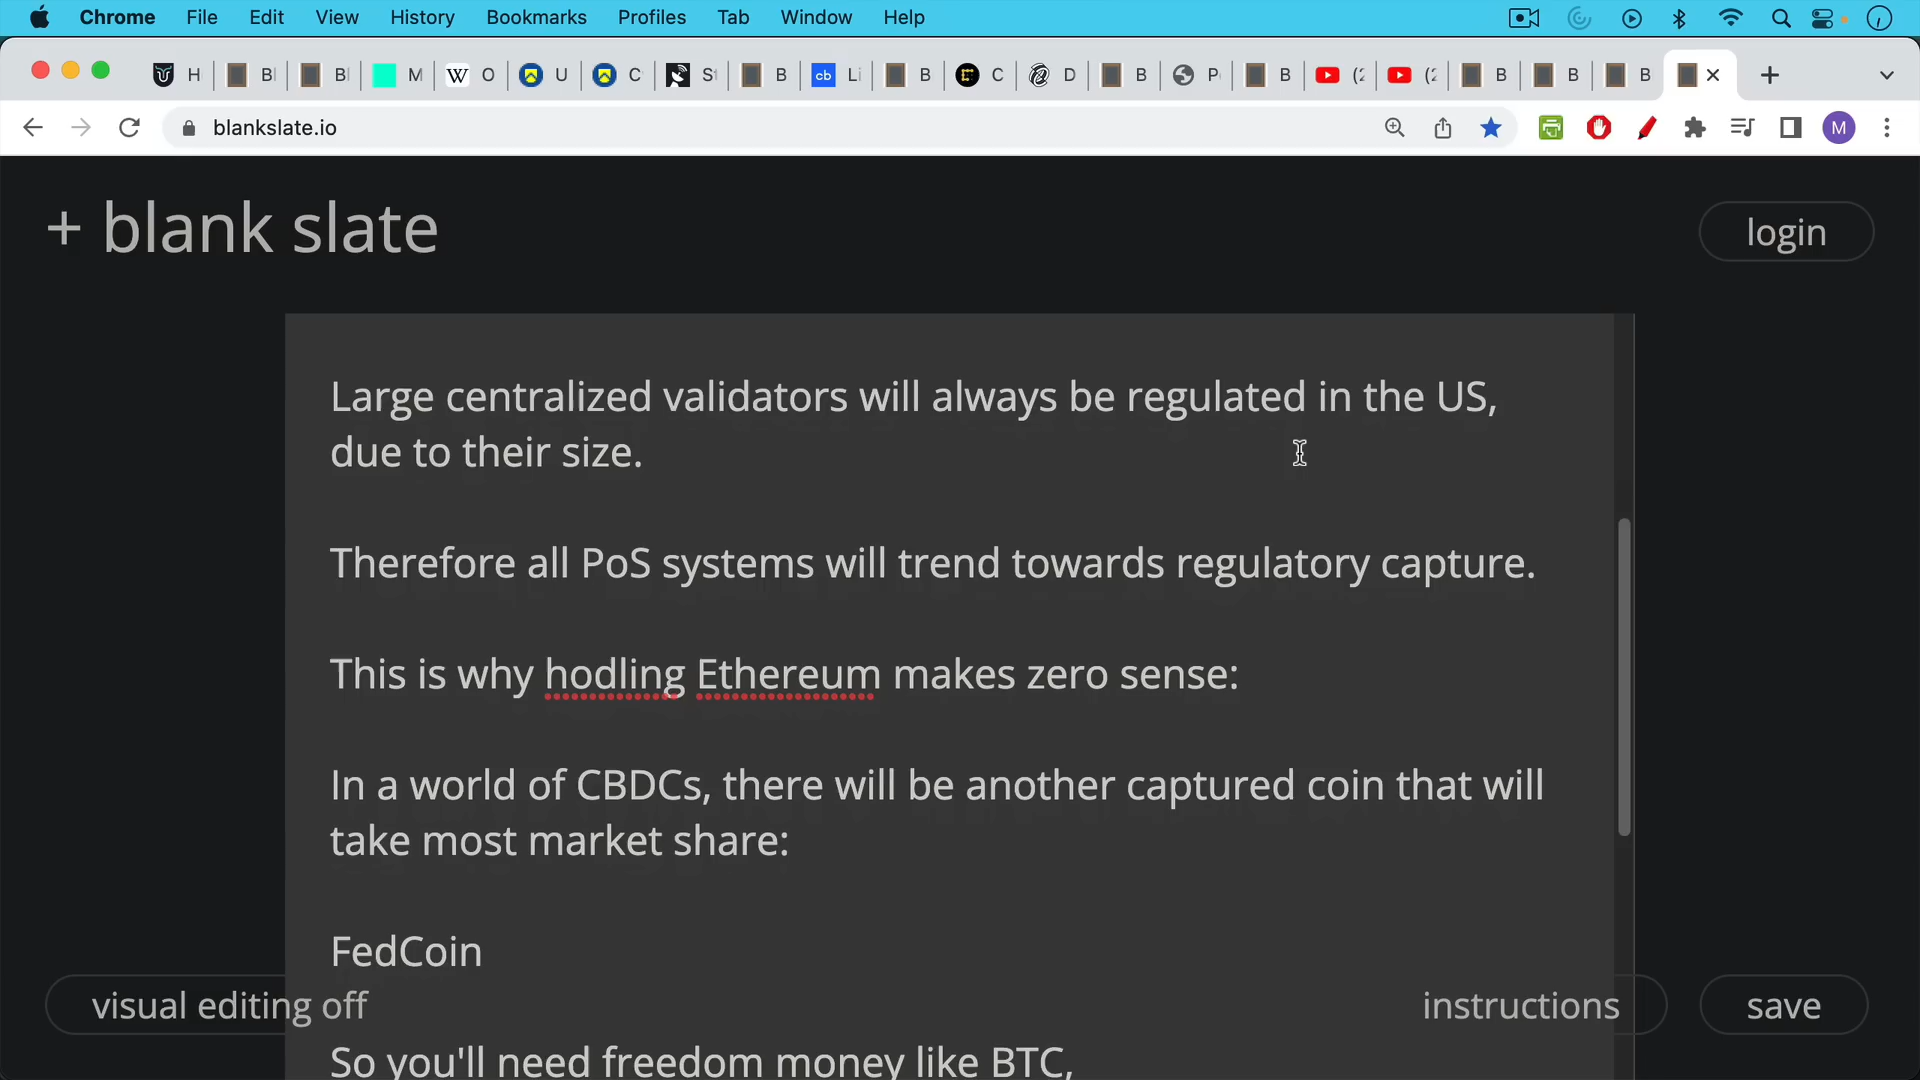 Chrome File Edit View History Bookmarks Profiles Tab Window Help
H B B M W O U C S B cb Li B C D B P B (2 (2 B B B
blankslate.io
M
+ blank slate
login
Large centralized validators will always be regulated in the US,
due to their size.
Therefore all PoS systems will trend towards regulatory capture.
This is why hodling Ethereum makes zero sense:
In a world of CBDCs, there will be another captured coin that will
take most market share:
FedCoin
visual editing off
instructions
save
So you'll need freedom money like BTC,